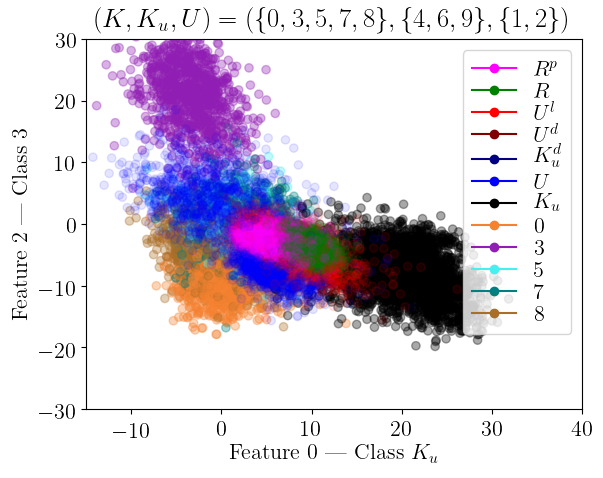 (K, K_u, U) = ({0, 3, 5, 7, 8}, {4, 6, 9}, {1, 2})
30
20
10
0
−10
−20
−30
Feature 2 — Class 3
R^p
R
U^l
U^d
K_u^d
U
K_u
0
3
5
7
8
−10
0
10
20
30
40
Feature 0 — Class K_u